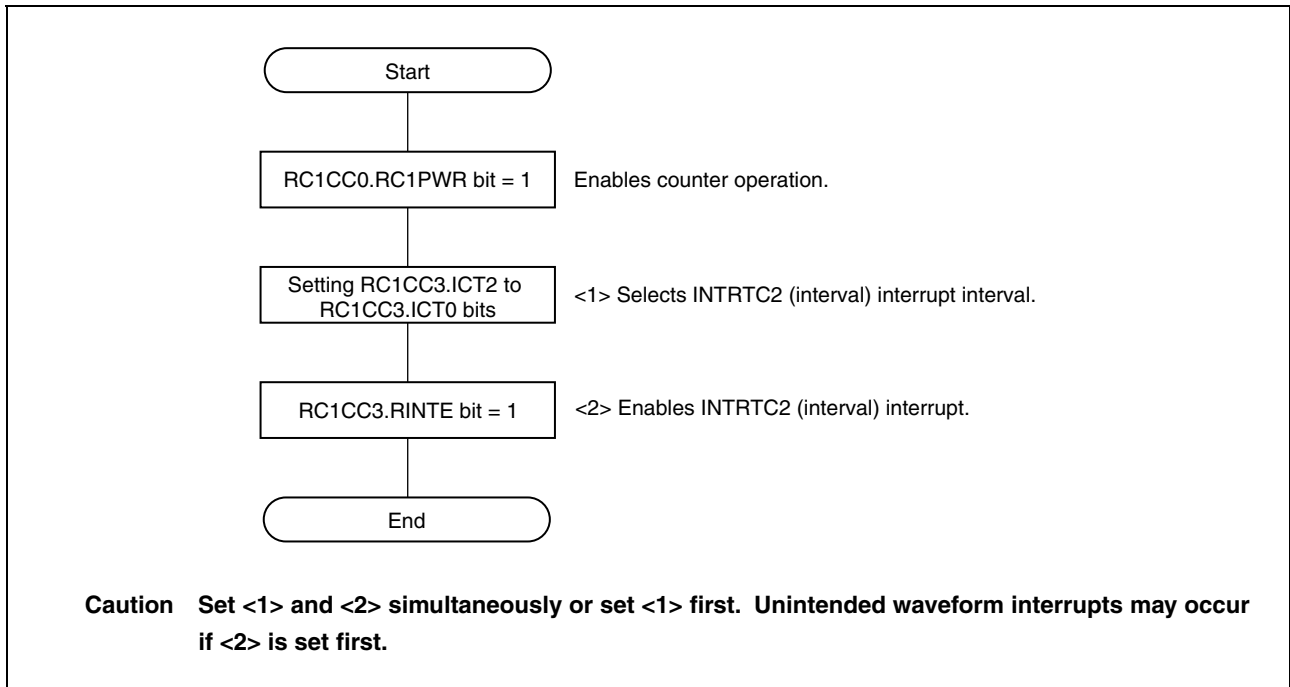 Start
RC1CC0.RC1PWR bit = 1
Enables counter operation.
Setting RC1CC3.ICT2 to
RC1CC3.ICT0 bits
<1> Selects INTRTC2 (interval) interrupt interval.
RC1CC3.RINTE bit = 1
<2> Enables INTRTC2 (interval) interrupt.
End
Caution Set <1> and <2> simultaneously or set <1> first. Unintended waveform interrupts may occur
if <2> is set first.